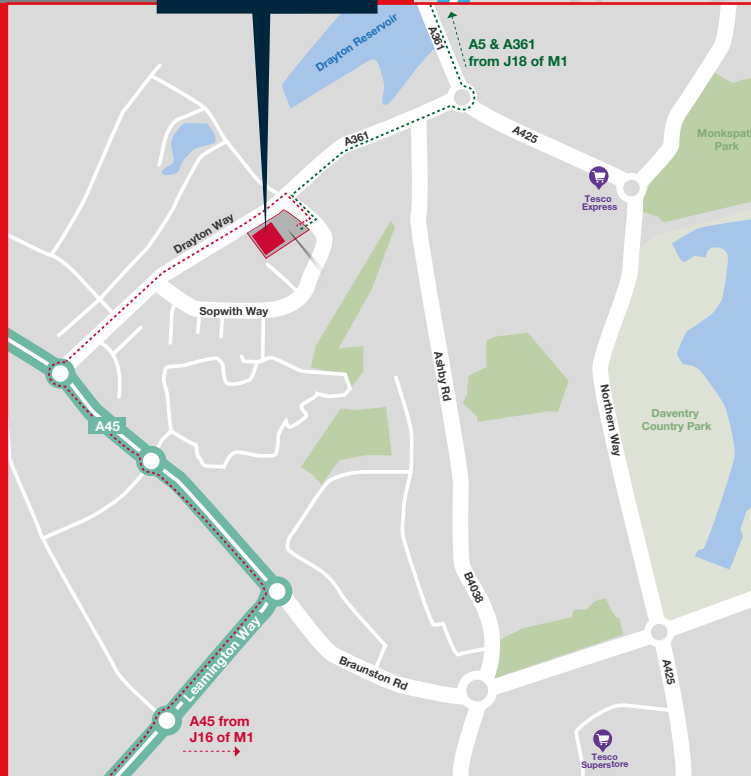 Drayton Reservoir
A361
A5 & A361
from J18 of M1
A361
A425
Monkspath
Park
Tesco
Express
Drayton Way
Sopwith Way
Ashby Rd
Northern Way
A45
Daventry
Country Park
B4038
Leamington Way
Braunston Rd
A425
A45 from
J16 of M1
Tesco
Superstore